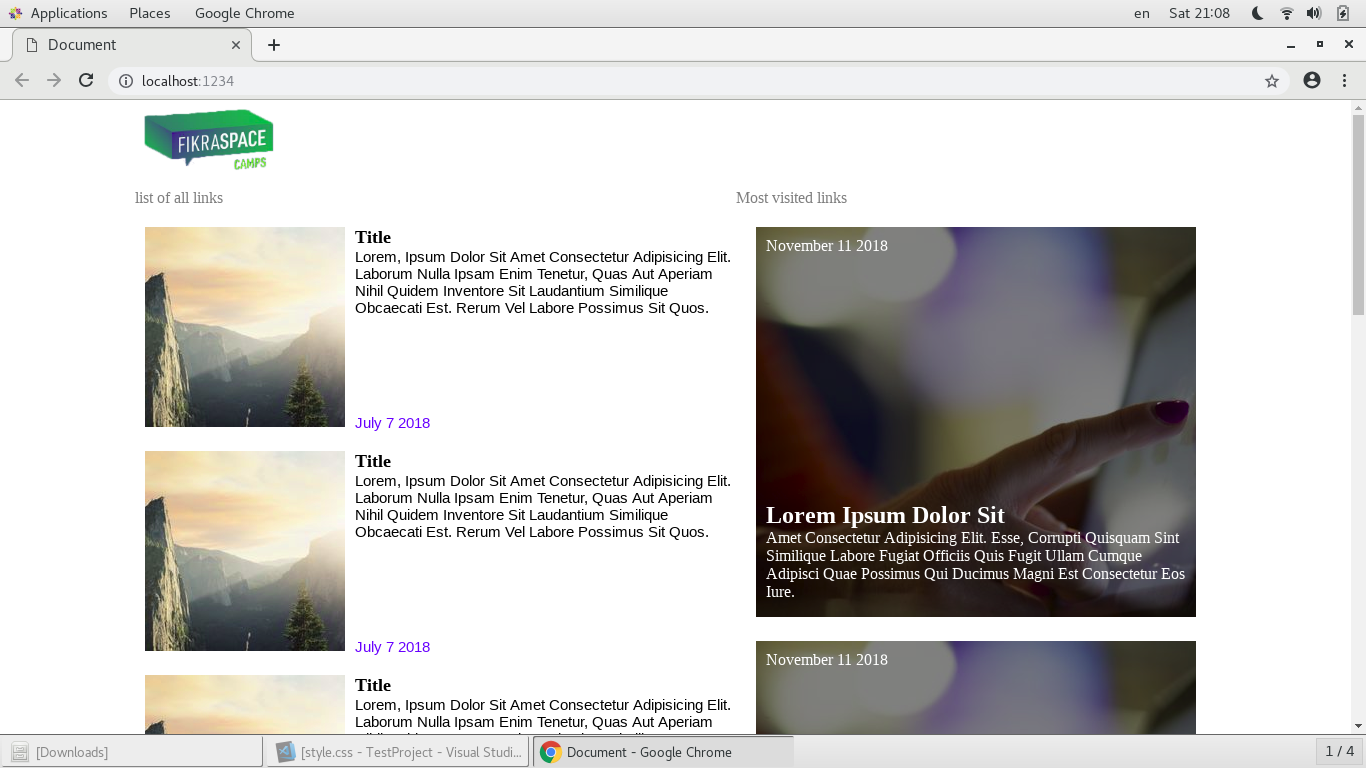 Applications Places Google Chrome en Sat 21:08
Document
localhost:1234
FIKRASPACE
CAMPS
list of all links
Title
Lorem, Ipsum Dolor Sit Amet Consectetur Adipisicing Elit.
Laborum Nulla Ipsam Enim Tenetur, Quas Aut Aperiam
Nihil Quidem Inventore Sit Laudantium Similique
Obcaecati Est. Rerum Vel Labore Possimus Sit Quos.
July 7 2018
Title
Lorem, Ipsum Dolor Sit Amet Consectetur Adipisicing Elit.
Laborum Nulla Ipsam Enim Tenetur, Quas Aut Aperiam
Nihil Quidem Inventore Sit Laudantium Similique
Obcaecati Est. Rerum Vel Labore Possimus Sit Quos.
July 7 2018
Title
Lorem, Ipsum Dolor Sit Amet Consectetur Adipisicing Elit.
Laborum Nulla Ipsam Enim Tenetur, Quas Aut Aperiam
Most visited links
November 11 2018
Lorem Ipsum Dolor Sit
Amet Consectetur Adipisicing Elit. Esse, Corrupti Quisquam Sint
Similique Labore Fugiat Officiis Quis Fugit Ullam Cumque
Adipisci Quae Possimus Qui Ducimus Magni Est Consectetur Eos
Iure.
November 11 2018
[Downloads] [style.css - TestProject - Visual Studi... Document - Google Chrome 1 / 4